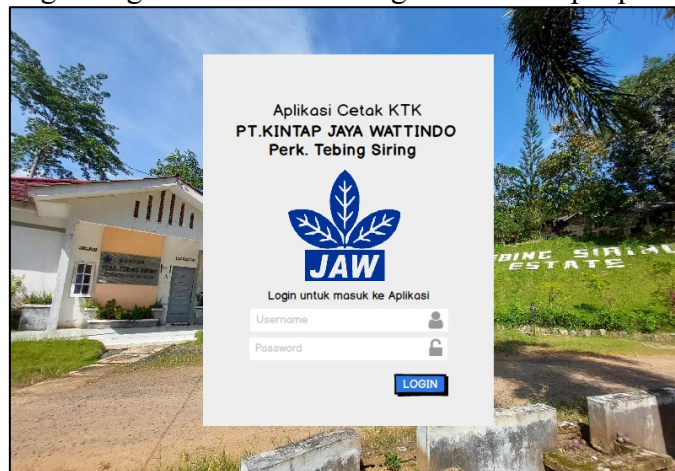 Aplikasi Cetak KTK
PT.KINTAP JAYA WATTINDO
Perk. Tebing Siring
JAW
Login untuk masuk ke Aplikasi
Username
Password
LOGIN
SIRING
ESTATE